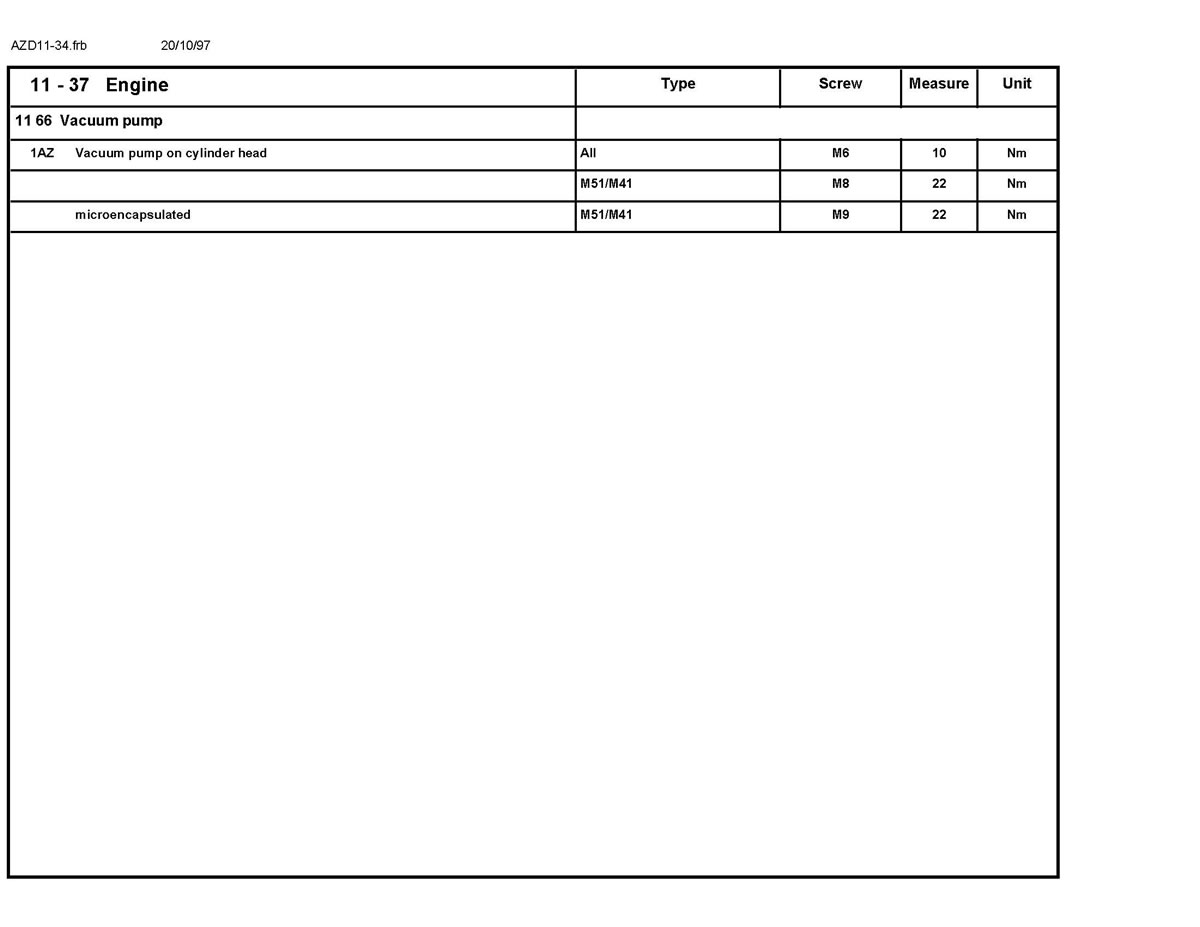 AZD11-34.frb 20/10/97
11 - 37 Engine Type Screw Measure Unit
11 66 Vacuum pump
1AZ Vacuum pump on cylinder head All M6 10 Nm
M51/M41 M8 22 Nm
microencapsulated M51/M41 M9 22 Nm